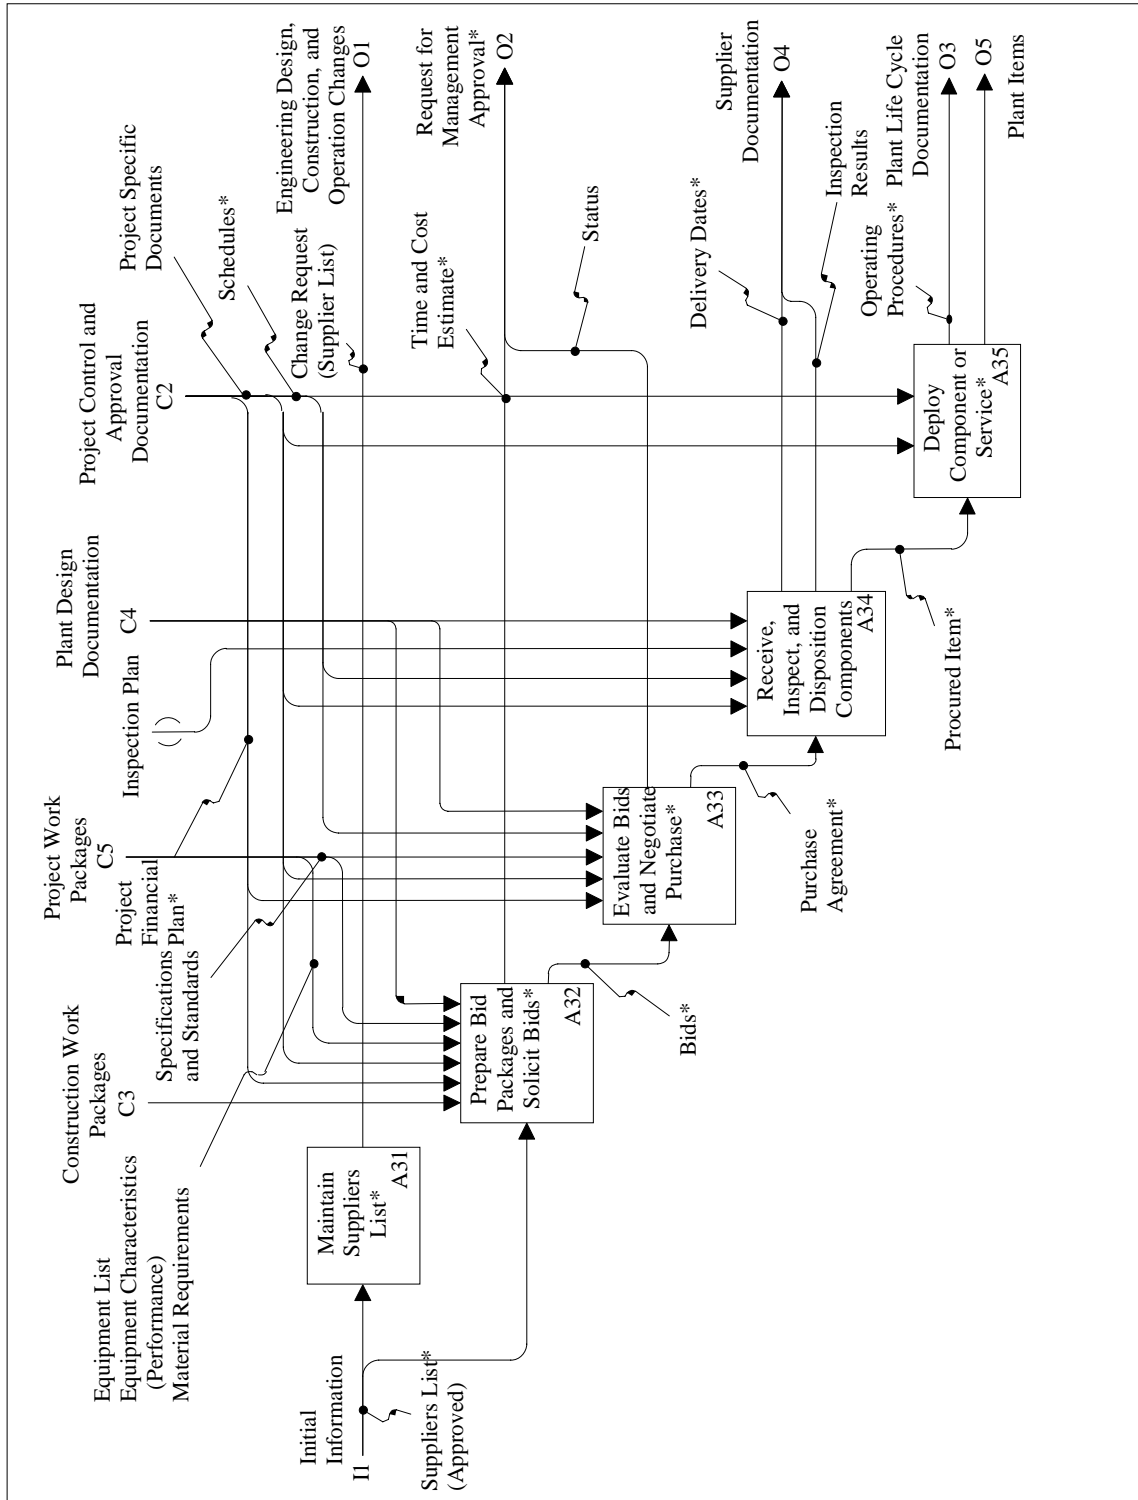 Project Control and
Approval
Documentation
C2
Plant Design
Documentation
C4
Inspection Plan
Project Work
Packages
C5
Construction Work
Packages
C3
Equipment List
Equipment Characteristics
(Performance)
Material Requirements
Project
Financial
Plan*
Specifications
and Standards
Project Specific
Documents
Schedules*
Initial
Information
I1
Suppliers List*
(Approved)
Maintain
Suppliers
List*
A31
Change Request
(Supplier List)
Engineering Design,
Construction, and
Operation Changes
O1
Prepare Bid
Packages and
Solicit Bids*
A32
Time and Cost
Estimate*
Request for
Management
Approval*
O2
Bids*
Evaluate Bids
and Negotiate
Purchase*
A33
Status
Purchase
Agreement*
Receive,
Inspect, and
Disposition
Components
A34
Delivery Dates*
Supplier
Documentation
O4
Inspection
Results
Procured Item*
Deploy
Component or
Service*
A35
Operating
Procedures*
Plant Life Cycle
Documentation
O3
O5
Plant Items